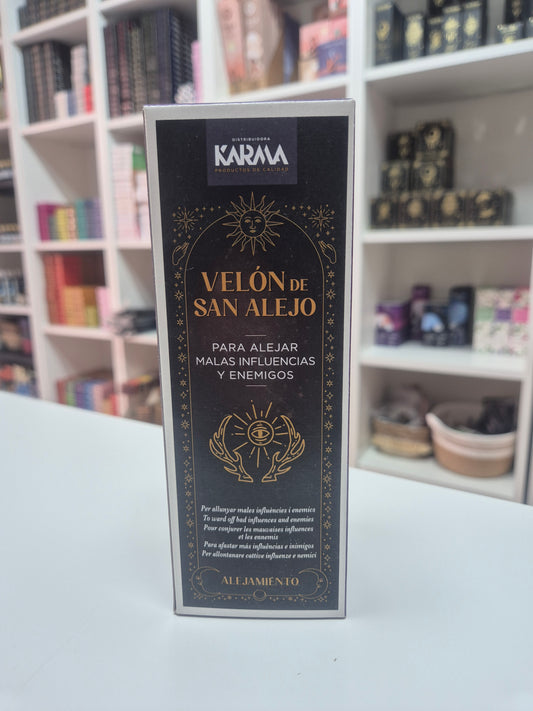 DISTRIBUIDORA
KARMA
PRODUCTOS DE CALIDAD
VELÓN DE
SAN ALEJO
PARA ALEJAR
MALAS INFLUENCIAS
Y ENEMIGOS
Per allunyar males influències i enemics
To ward off bad influences and enemies
Pour conjurer les mauvaises influences
et les ennemis
Para afastar más influências e inimigos
Per allontanare cattive influenze e nemici
ALEJAMIENTO